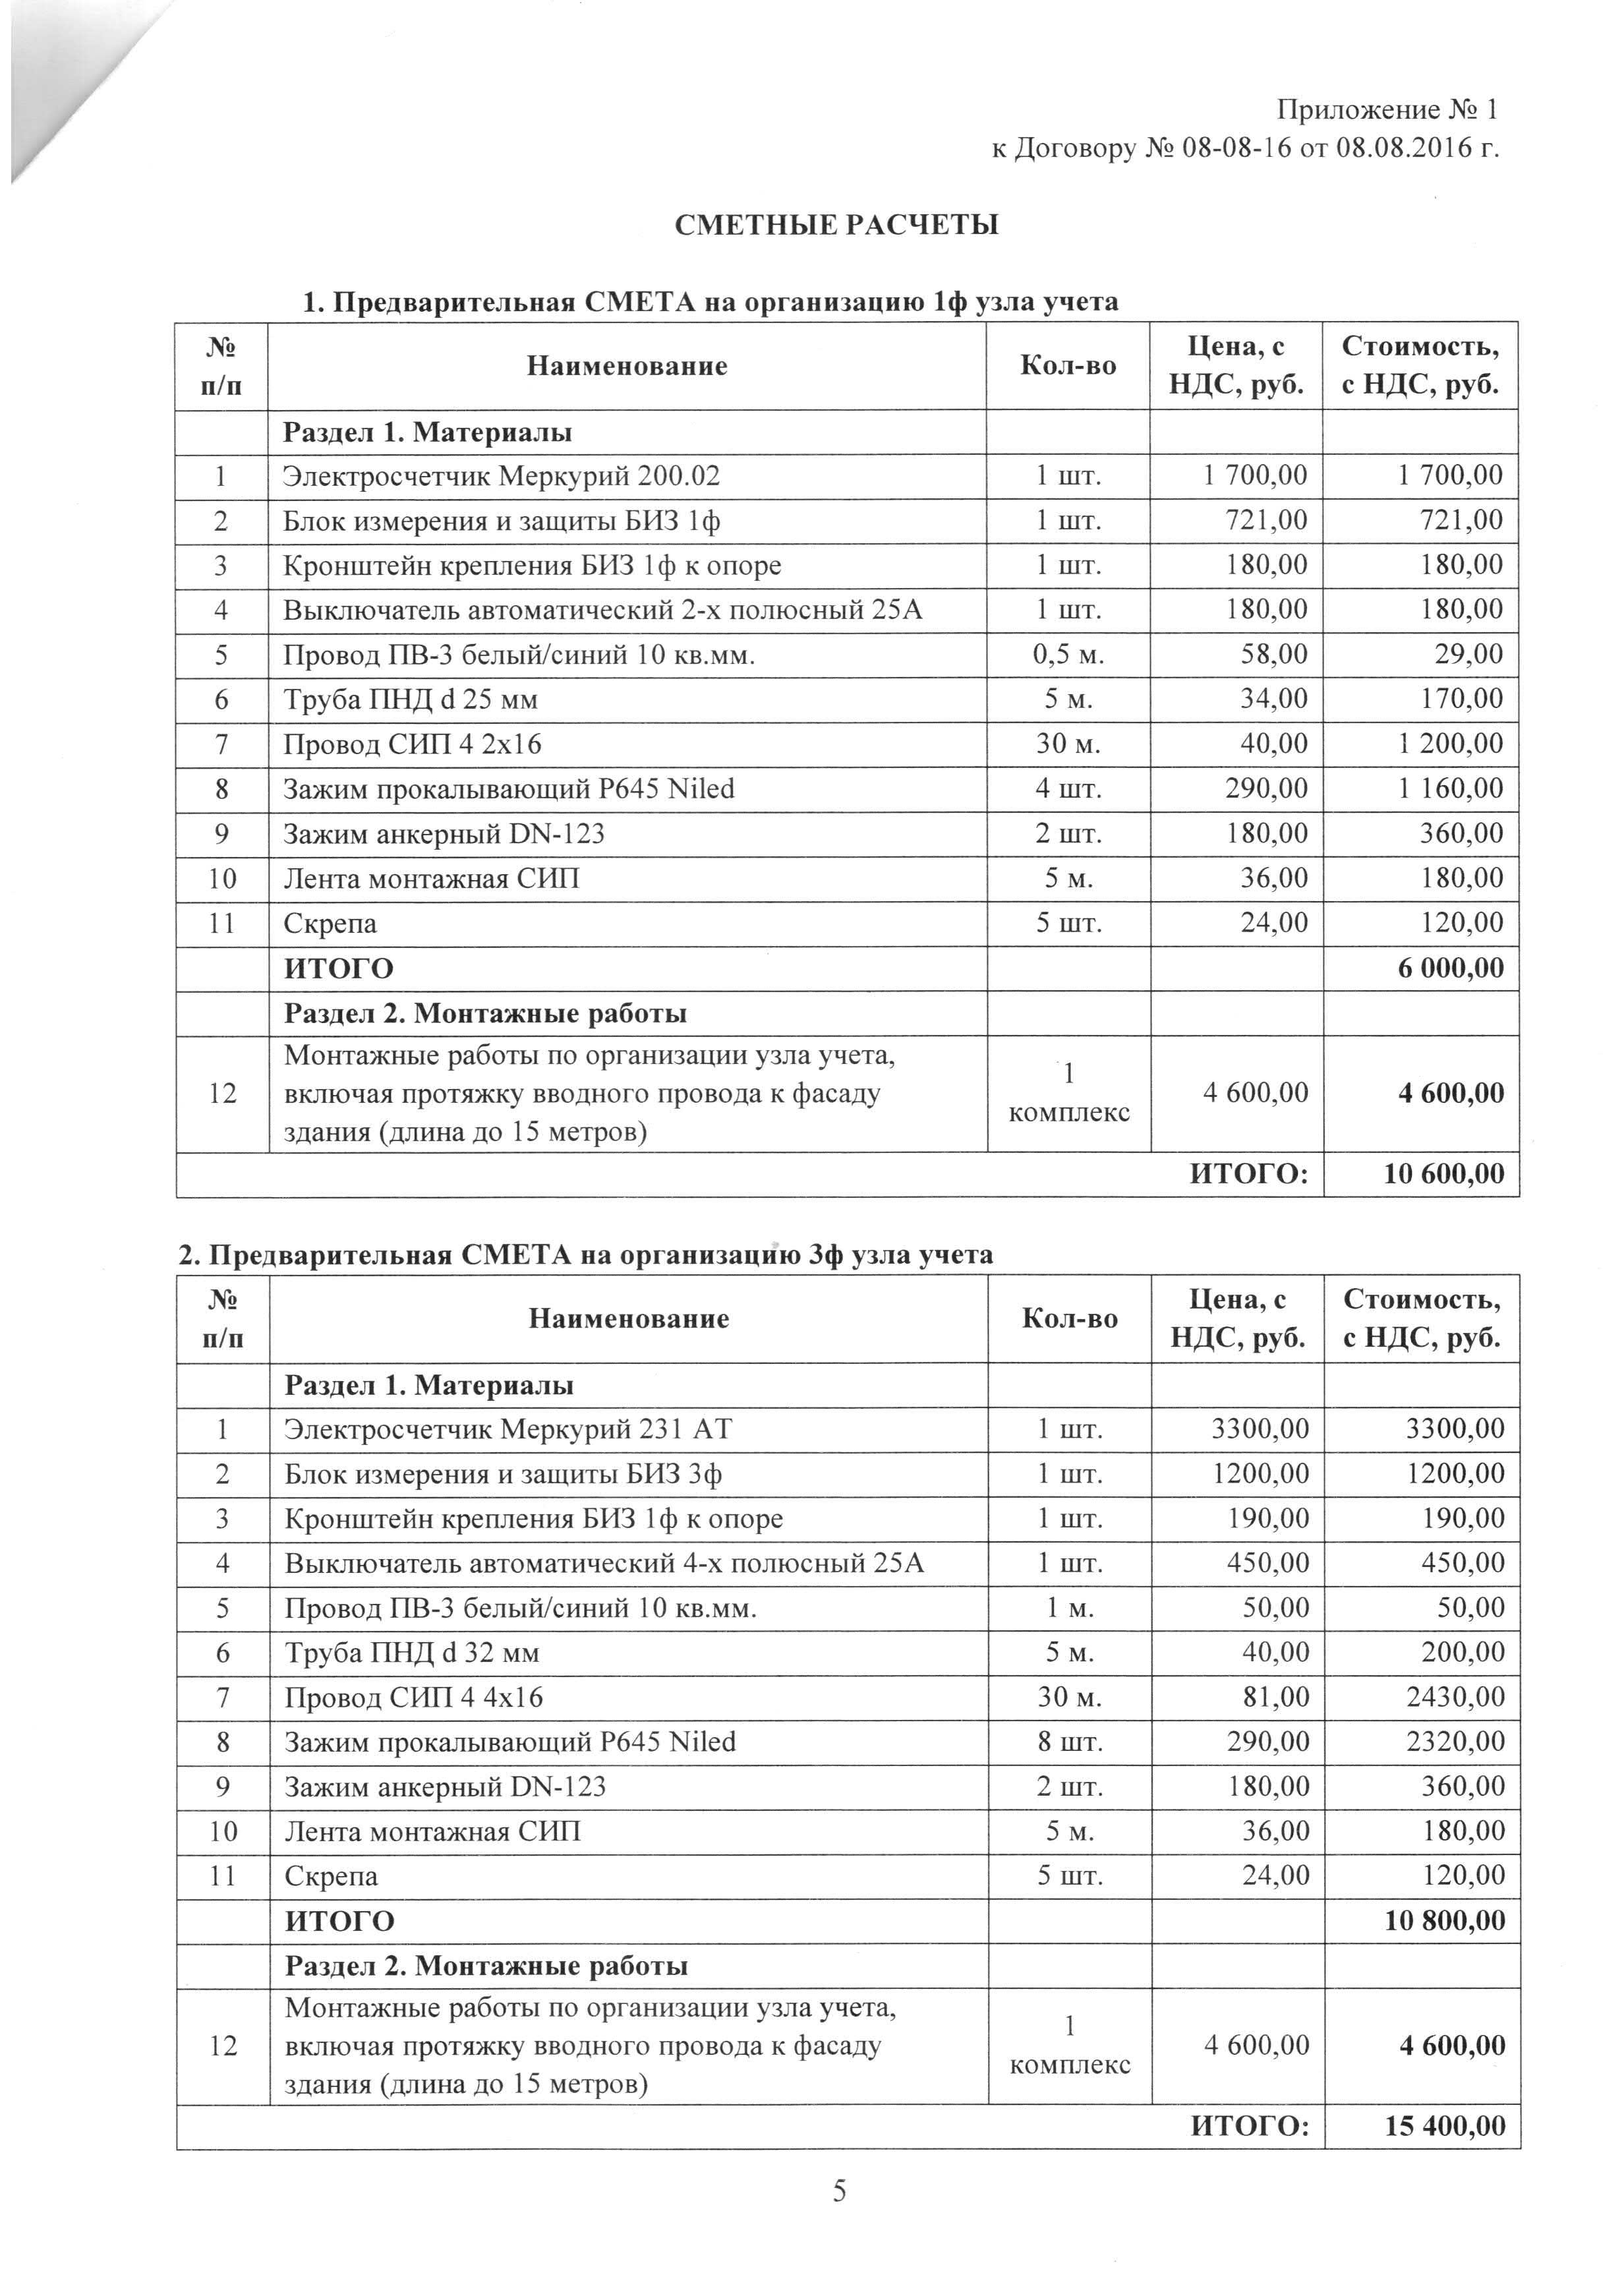 Приложение № 1
к Договору № 08-08-16 от 08.08.2016 г.
СМЕТНЫЕ РАСЧЕТЫ
1. Предварительная СМЕТА на организацию 1ф узла учета
№ п/п Наименование Кол-во Цена, с НДС, руб. Стоимость, с НДС, руб.
Раздел 1. Материалы
1 Электросчетчик Меркурий 200.02 1 шт. 1 700,00 1 700,00
2 Блок измерения и защиты БИЗ 1ф 1 шт. 721,00 721,00
3 Кронштейн крепления БИЗ 1ф к опоре 1 шт. 180,00 180,00
4 Выключатель автоматический 2-х полюсный 25А 1 шт. 180,00 180,00
5 Провод ПВ-3 белый/синий 10 кв.мм. 0,5 м. 58,00 29,00
6 Труба ПНД d 25 мм 5 м. 34,00 170,00
7 Провод СИП 4 2х16 30 м. 40,00 1 200,00
8 Зажим прокалывающий P645 Niled 4 шт. 290,00 1 160,00
9 Зажим анкерный DN-123 2 шт. 180,00 360,00
10 Лента монтажная СИП 5 м. 36,00 180,00
11 Скрепа 5 шт. 24,00 120,00
ИТОГО 6 000,00
Раздел 2. Монтажные работы
12 Монтажные работы по организации узла учета,
включая протяжку вводного провода к фасаду
здания (длина до 15 метров) 1 комплекс 4 600,00 4 600,00
ИТОГО: 10 600,00
2. Предварительная СМЕТА на организацию 3ф узла учета
№ п/п Наименование Кол-во Цена, с НДС, руб. Стоимость, с НДС, руб.
Раздел 1. Материалы
1 Электросчетчик Меркурий 231 АТ 1 шт. 3300,00 3300,00
2 Блок измерения и защиты БИЗ 3ф 1 шт. 1200,00 1200,00
3 Кронштейн крепления БИЗ 1ф к опоре 1 шт. 190,00 190,00
4 Выключатель автоматический 4-х полюсный 25А 1 шт. 450,00 450,00
5 Провод ПВ-3 белый/синий 10 кв.мм. 1 м. 50,00 50,00
6 Труба ПНД d 32 мм 5 м. 40,00 200,00
7 Провод СИП 4 4х16 30 м. 81,00 2430,00
8 Зажим прокалывающий P645 Niled 8 шт. 290,00 2320,00
9 Зажим анкерный DN-123 2 шт. 180,00 360,00
10 Лента монтажная СИП 5 м. 36,00 180,00
11 Скрепа 5 шт. 24,00 120,00
ИТОГО 10 800,00
Раздел 2. Монтажные работы
12 Монтажные работы по организации узла учета,
включая протяжку вводного провода к фасаду
здания (длина до 15 метров) 1 комплекс 4 600,00 4 600,00
ИТОГО: 15 400,00
5